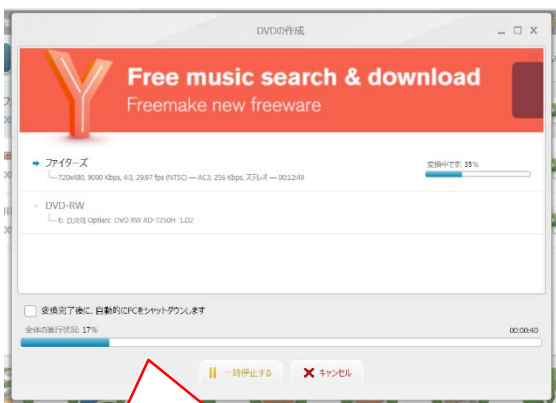 DVDの作成
Free music search & download
Freemake new freeware
ファイターズ
720x480, 9000 Kbps, 4:3, 29.97 fps (NTSC) — AC3, 256 Kbps, ステレオ — 00:12:49
変換中です: 35%
DVD-RW
E: [1;0;0] Optiarc DVD RW AD-7250H 1.D2
変換完了後に、自動的にPCをシャットダウンします
全体の進行状況: 17%
00:00:40
一時停止する
キャンセル